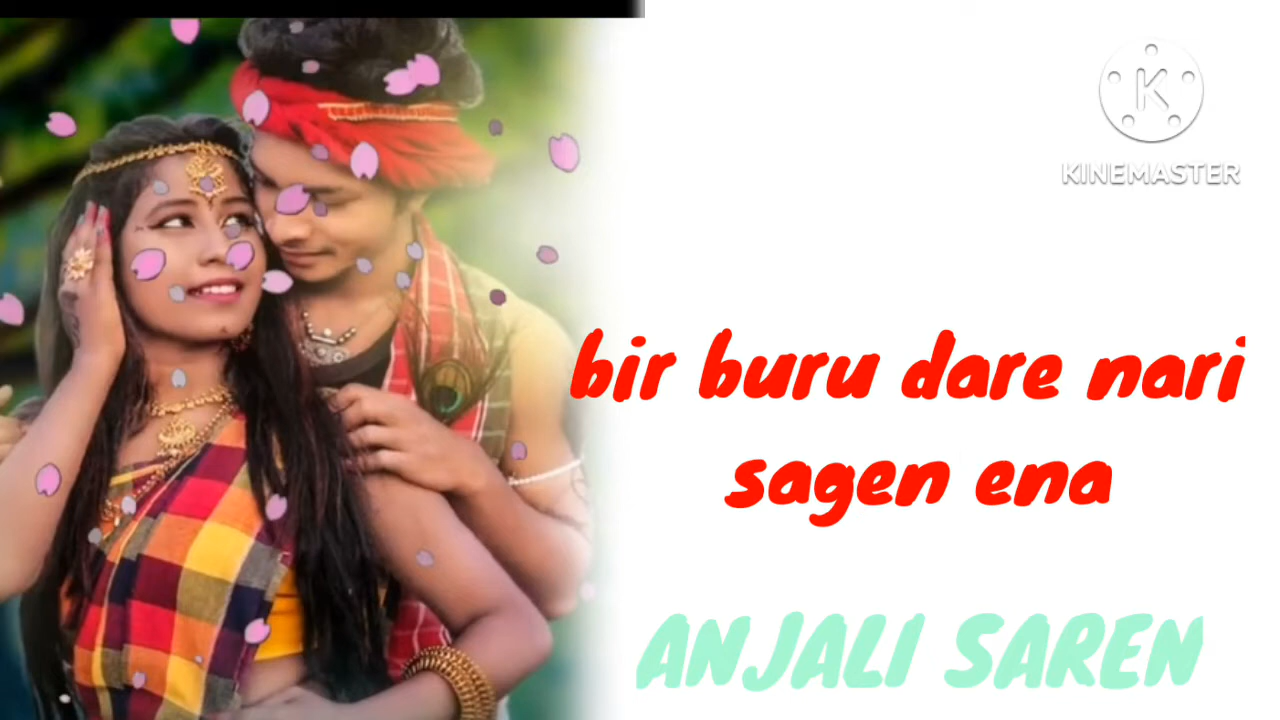 K
KINEMASTER
bir buru dare nari
sagen ena
ANJALI SAREN